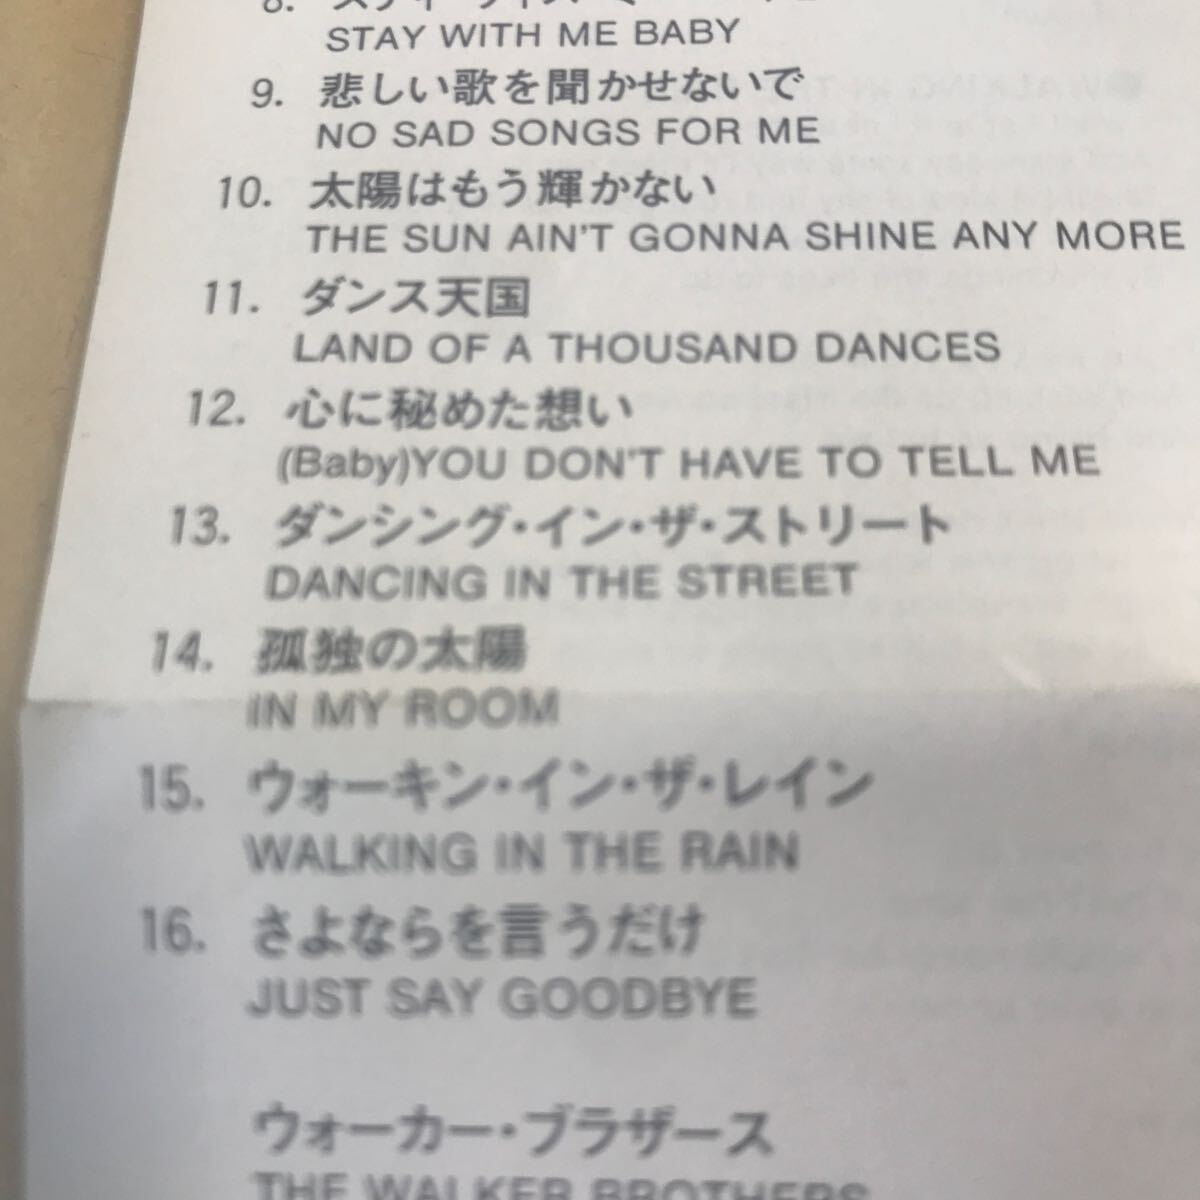 8.
STAY WITH ME BABY
9. 悲しい歌を聞かせないで
NO SAD SONGS FOR ME
10. 太陽はもう輝かない
THE SUN AIN'T GONNA SHINE ANY MORE
11. ダンス天国
LAND OF A THOUSAND DANCES
12. 心に秘めた想い
(Baby)YOU DON'T HAVE TO TELL ME
13. ダンシング・イン・ザ・ストリート
DANCING IN THE STREET
14. 孤独の太陽
IN MY ROOM
15. ウォーキン・イン・ザ・レイン
WALKING IN THE RAIN
16. さよならを言うだけ
JUST SAY GOODBYE
ウォーカー・ブラザース
THE WALKER BROTHERS